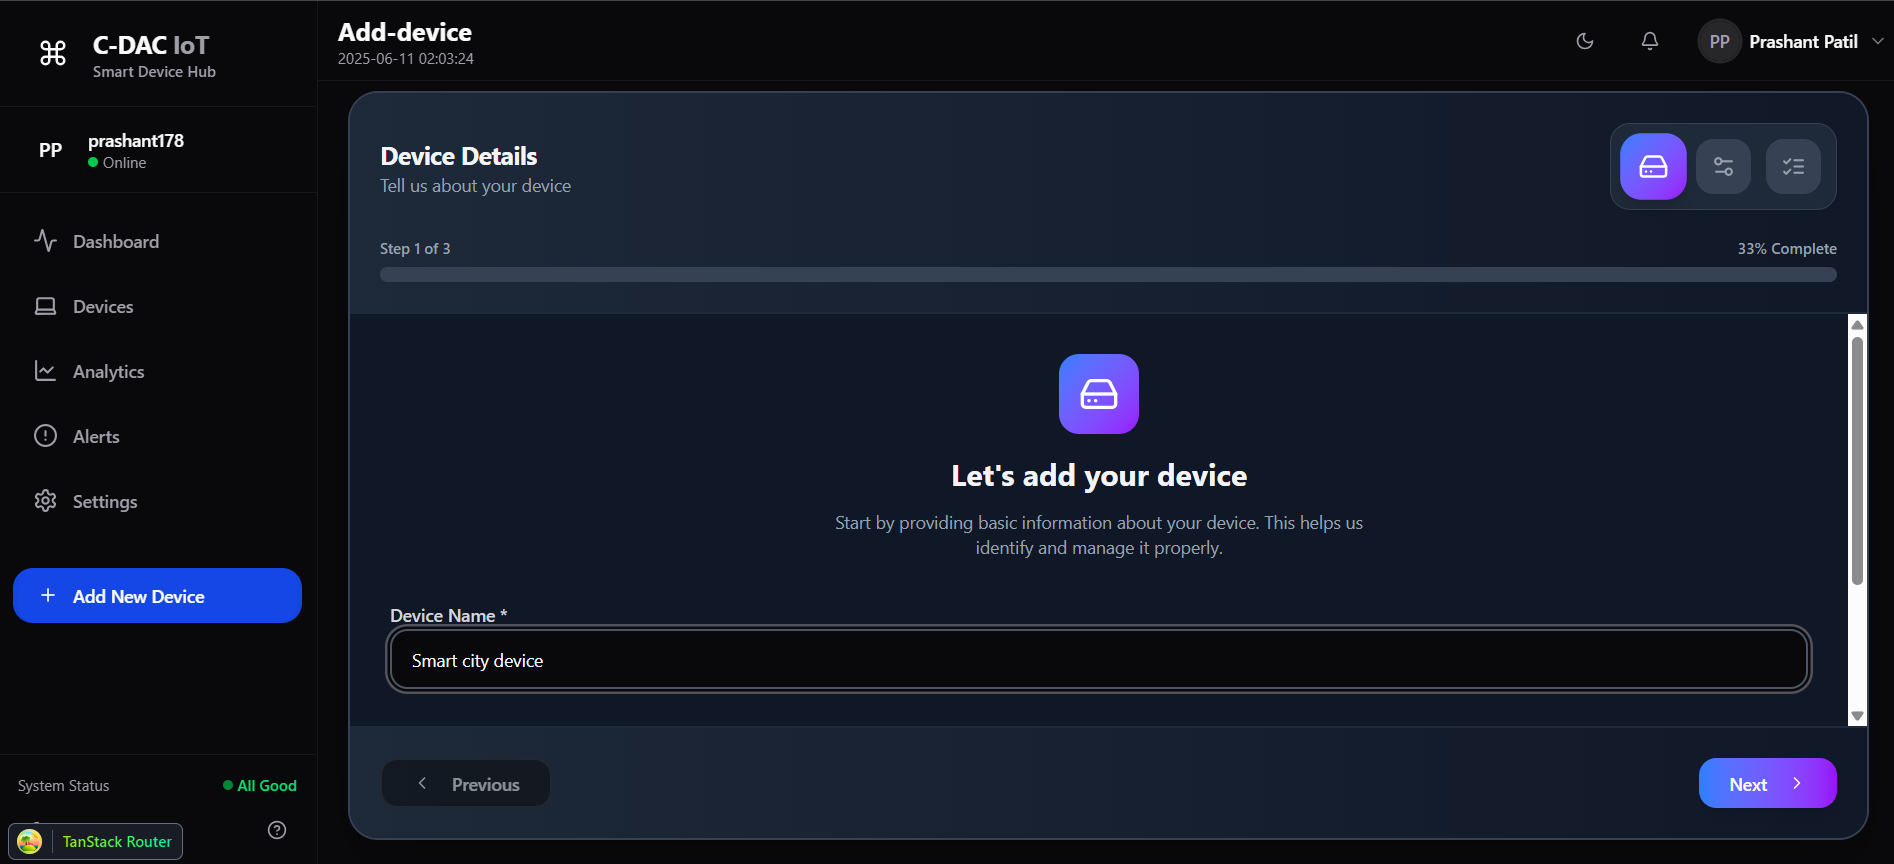 C-DAC IoT
Smart Device Hub
PP
prashant178
Online
Dashboard
Devices
Analytics
Alerts
Settings
Add New Device
System Status
All Good
TanStack Router
Add-device
2025-06-11 02:03:24
PP
Prashant Patil
Device Details
Tell us about your device
Step 1 of 3
33% Complete
Let's add your device
Start by providing basic information about your device. This helps us
identify and manage it properly.
Device Name *
Smart city device
Previous
Next